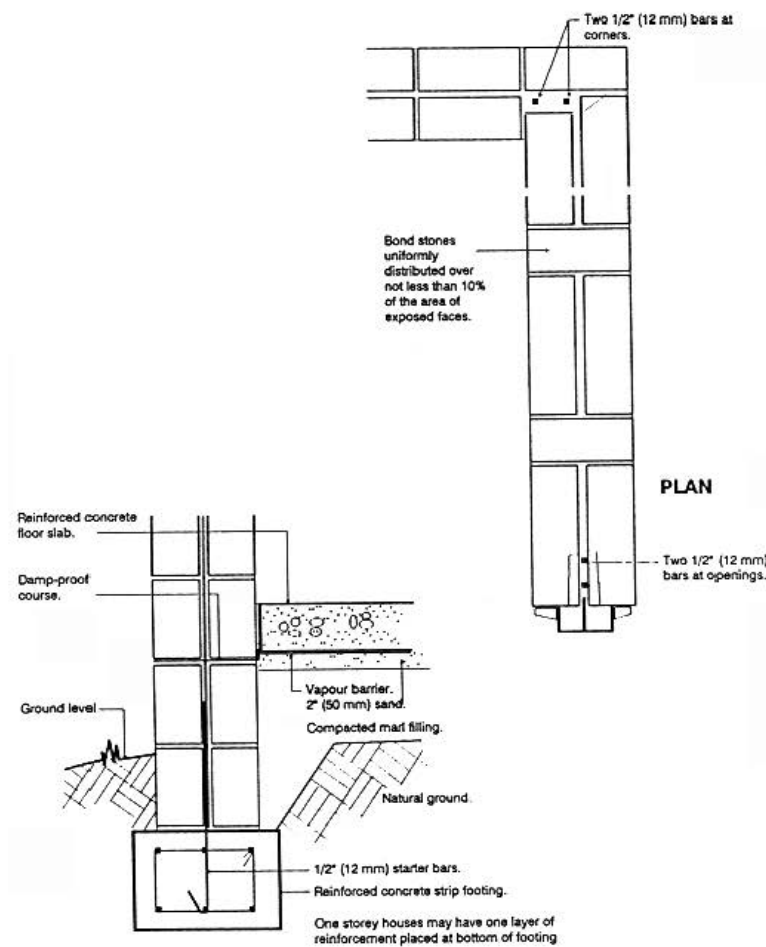 Two 1/2" (12 mm) bars at
corners.
Bond stones
uniformly
distributed over
not less than 10%
of the area of
exposed faces.
PLAN
Two 1/2" (12 mm)
bars at openings.
Reinforced concrete
floor slab.
Damp-proof
course.
Vapour barrier.
2" (50 mm) sand.
Ground level
Compacted marl filling.
Natural ground.
1/2" (12 mm) starter bars.
Reinforced concrete strip footing.
One storey houses may have one layer of
reinforcement placed at bottom of footing